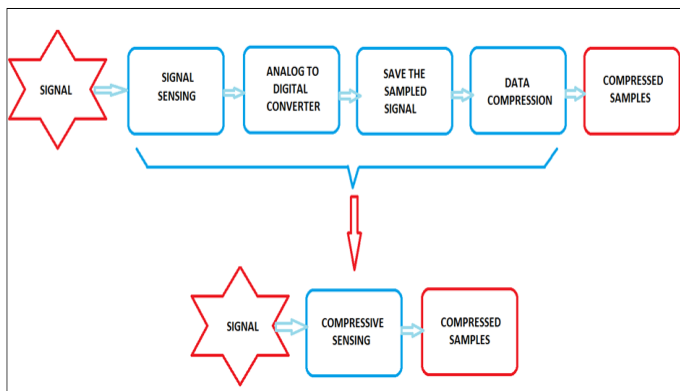 SIGNAL
SIGNAL
SENSING
ANALOG TO
DIGITAL
CONVERTER
SAVE THE
SAMPLED
SIGNAL
DATA
COMPRESSION
COMPRESSED
SAMPLES
SIGNAL
COMPRESSIVE
SENSING
COMPRESSED
SAMPLES